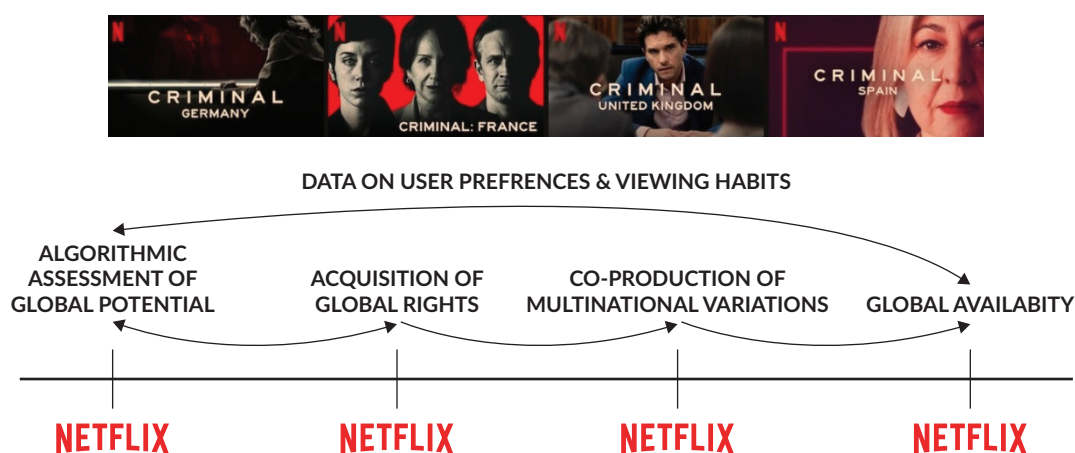 N
CRIMINAL
GERMANY
N
CRIMINAL: FRANCE
N
CRIMINAL
UNITED KINGDOM
N
CRIMINAL
SPAIN
DATA ON USER PREFRENCES & VIEWING HABITS
ALGORITHMIC
ASSESSMENT OF
GLOBAL POTENTIAL
ACQUISITION OF
GLOBAL RIGHTS
CO-PRODUCTION OF
MULTINATIONAL VARIATIONS
GLOBAL AVAILABITY
NETFLIX
NETFLIX
NETFLIX
NETFLIX